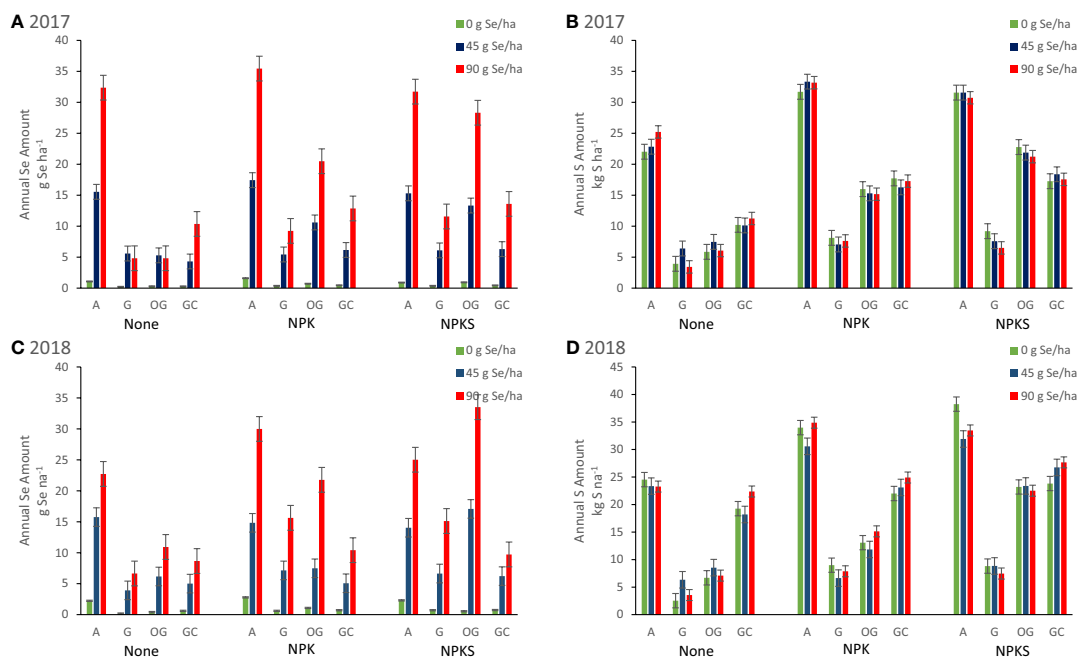 A 2017
0 g Se/ha
45 g Se/ha
90 g Se/ha
Annual Se Amount
g Se ha-1
40
35
30
25
20
15
10
5
0
A G OG GC A G OG GC A G OG GC
None NPK NPKS
B 2017
0 g Se/ha
45 g Se/ha
90 g Se/ha
Annual S Amount
kg S ha-1
40
35
30
25
20
15
10
5
0
A G OG GC A G OG GC A G OG GC
None NPK NPKS
C 2018
0 g Se/ha
45 g Se/ha
90 g Se/ha
Annual Se Amount
g Se na-1
40
35
30
25
20
15
10
5
0
A G OG GC A G OG GC A G OG GC
None NPK NPKS
D 2018
0 g Se/ha
45 g Se/ha
90 g Se/ha
Annual S Amount
kg S na-1
45
40
35
30
25
20
15
10
5
0
A G OG GC A G OG GC A G OG GC
None NPK NPKS